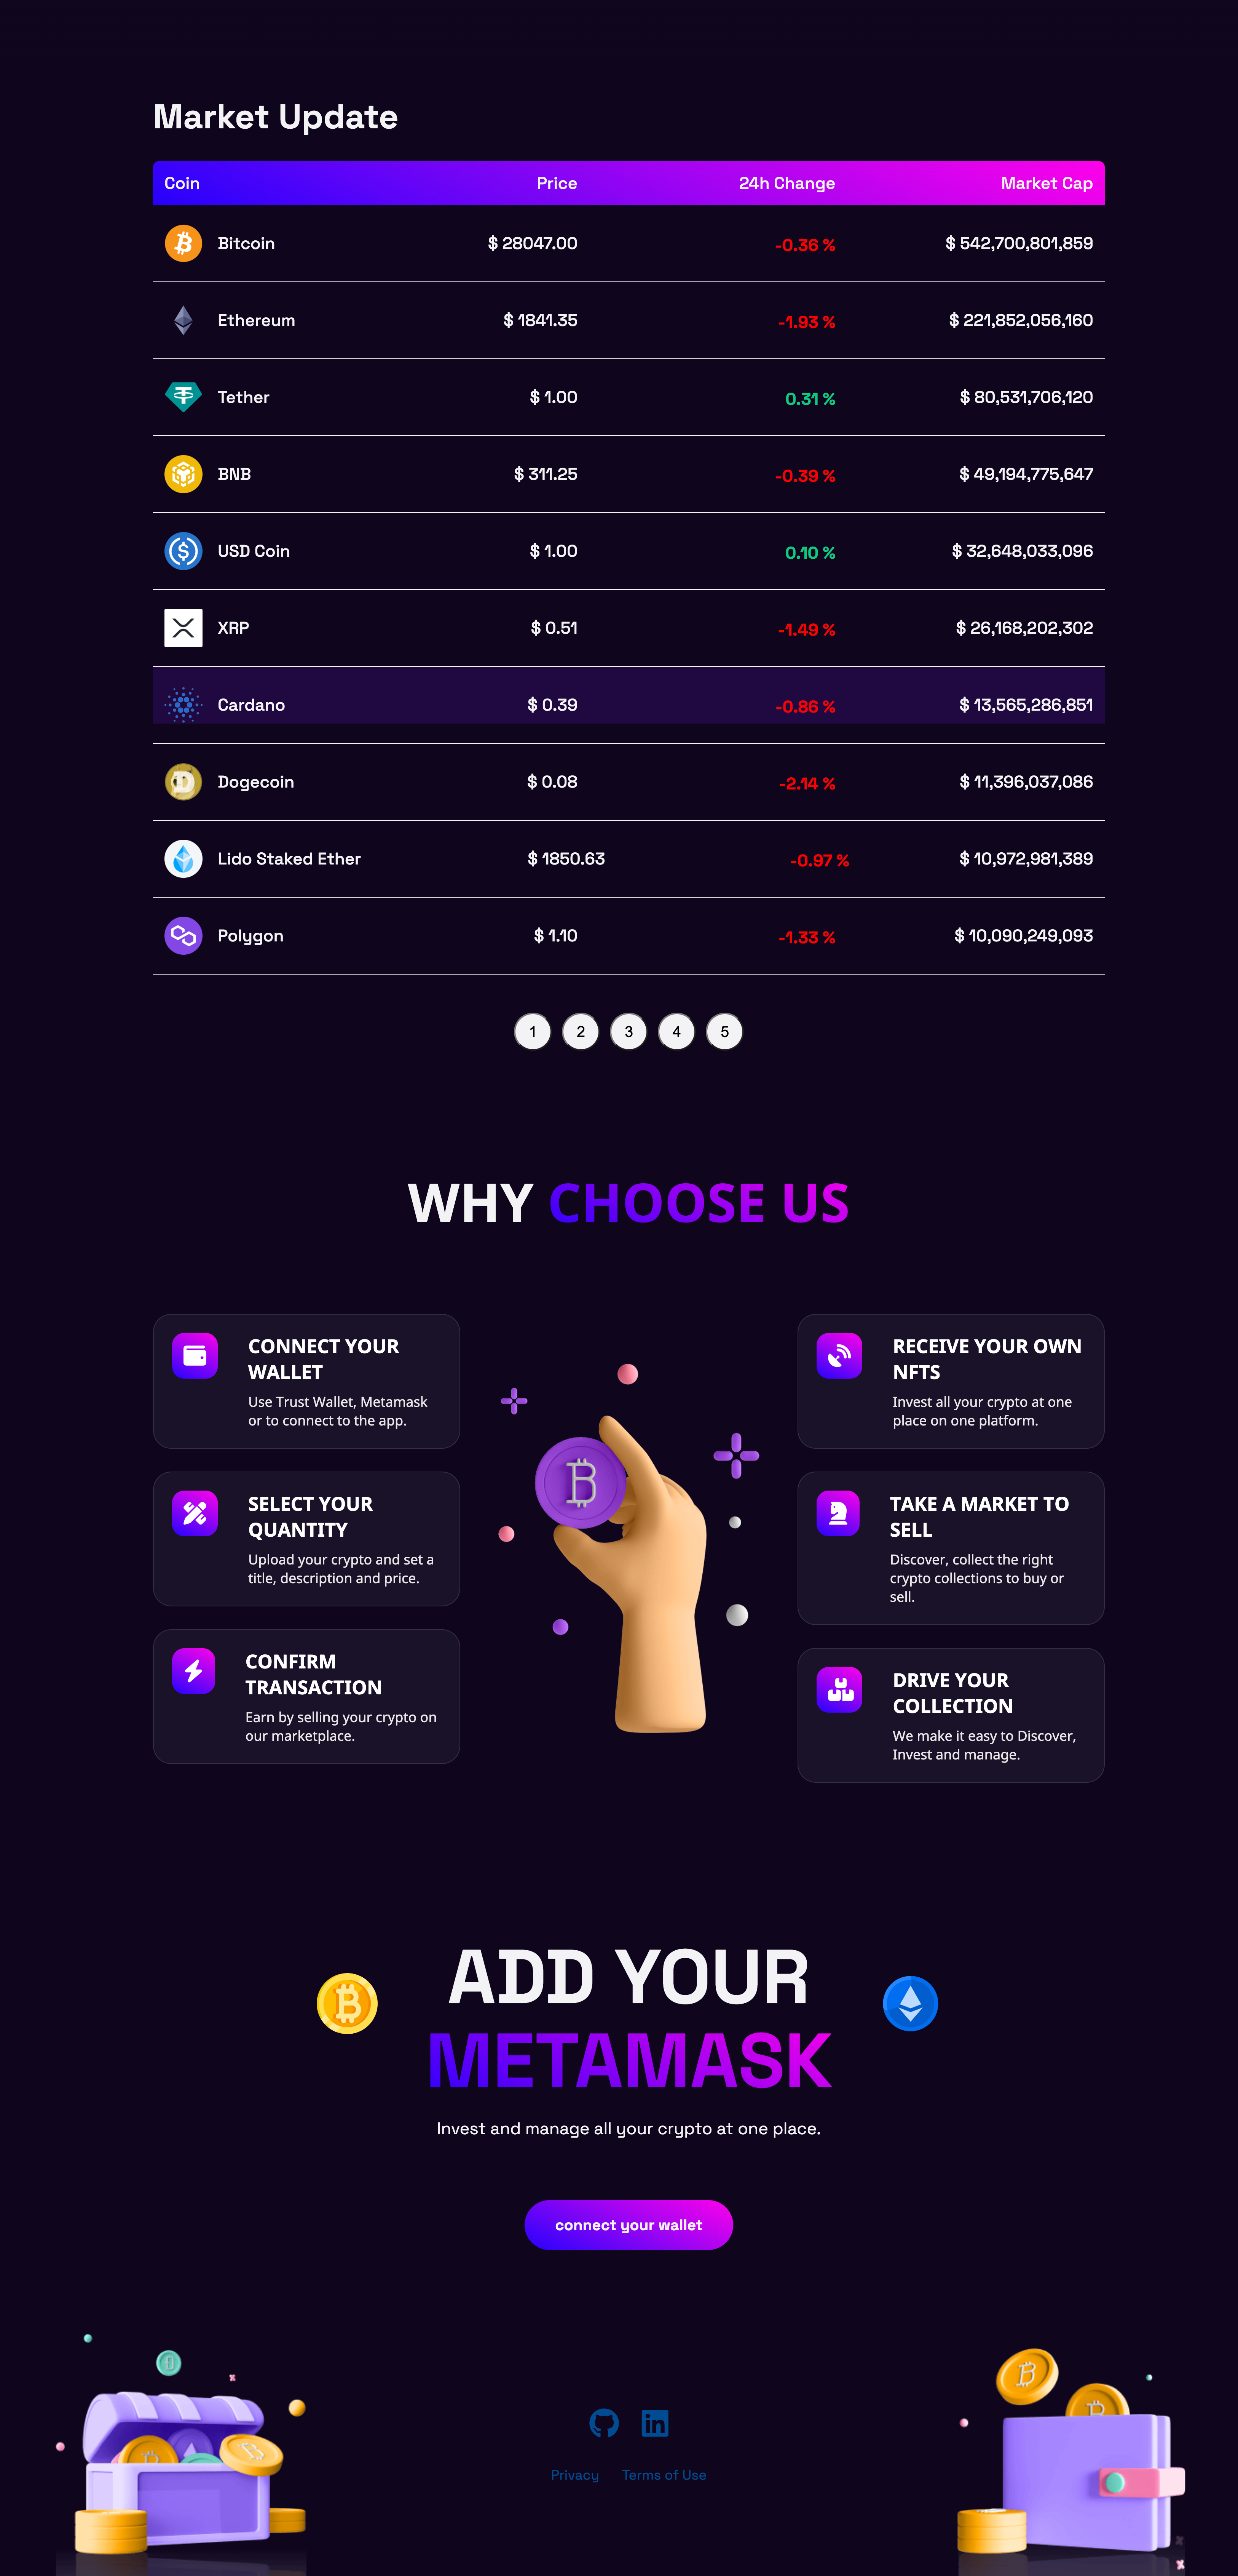 Market Update
Coin Price 24h Change Market Cap
Bitcoin $ 28047.00 -0.36 % $ 542,700,801,859
Ethereum $ 1841.35 -1.93 % $ 221,852,056,160
Tether $ 1.00 0.31 % $ 80,531,706,120
BNB $ 311.25 -0.39 % $ 49,194,775,647
USD Coin $ 1.00 0.10 % $ 32,648,033,096
XRP $ 0.51 -1.49 % $ 26,168,202,302
Cardano $ 0.39 -0.86 % $ 13,565,286,851
Dogecoin $ 0.08 -2.14 % $ 11,396,037,086
Lido Staked Ether $ 1850.63 -0.97 % $ 10,972,981,389
Polygon $ 1.10 -1.33 % $ 10,090,249,093
1 2 3 4 5
WHY CHOOSE US
CONNECT YOUR
WALLET
Use Trust Wallet, Metamask
or to connect to the app.
SELECT YOUR
QUANTITY
Upload your crypto and set a
title, description and price.
CONFIRM
TRANSACTION
Earn by selling your crypto on
our marketplace.
RECEIVE YOUR OWN
NFTS
Invest all your crypto at one
place on one platform.
TAKE A MARKET TO
SELL
Discover, collect the right
crypto collections to buy or
sell.
DRIVE YOUR
COLLECTION
We make it easy to Discover,
Invest and manage.
ADD YOUR
METAMASK
Invest and manage all your crypto at one place.
connect your wallet
Privacy Terms of Use